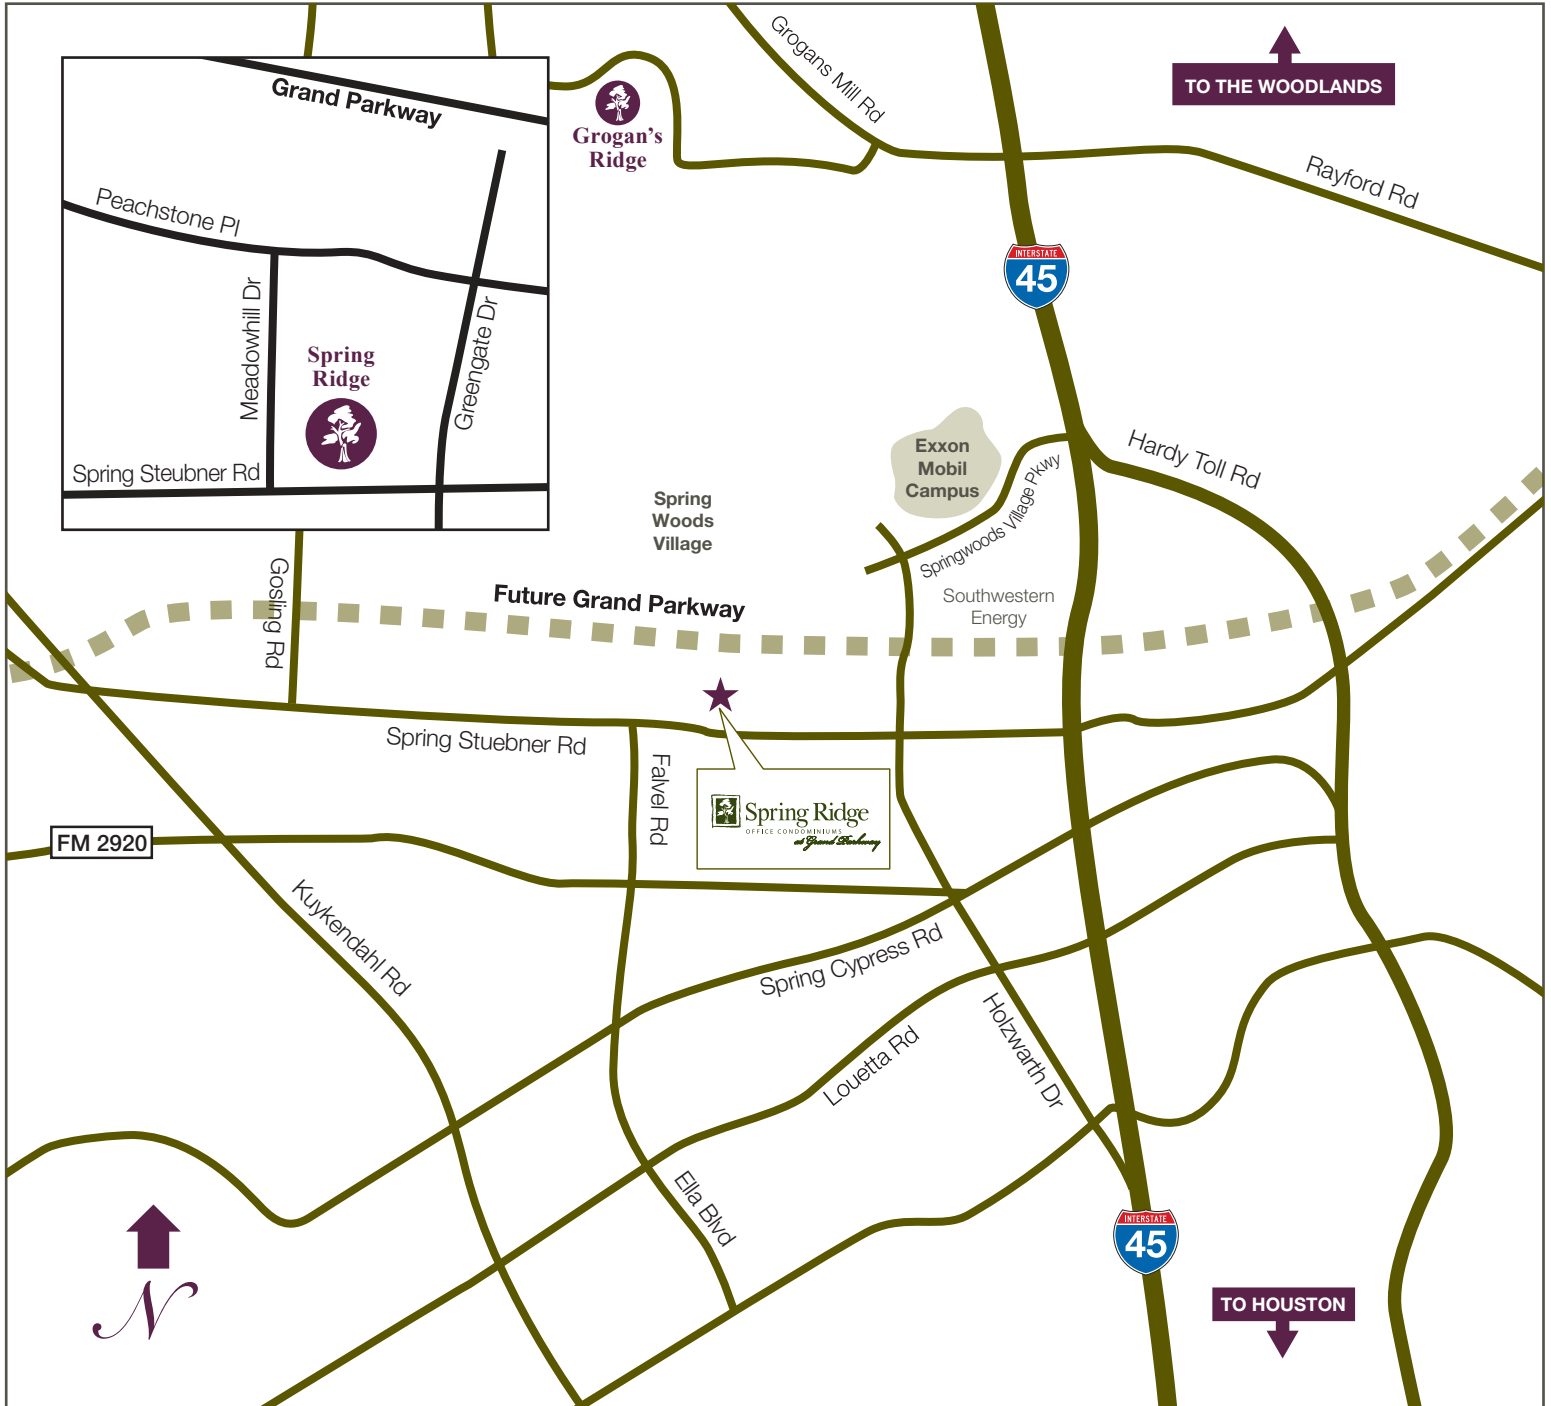 Grogans Mill Rd
TO THE WOODLANDS
Grand Parkway
Grogan's
Ridge
Rayford Rd
Peachstone Pl
INTERSTATE
45
Meadowhill Dr
Greengate Dr
Spring
Ridge
Spring Steubner Rd
Exxon
Mobil
Campus
Hardy Toll Rd
Springwoods Village Pkwy
Spring
Woods
Village
Gosling Rd
Future Grand Parkway
Southwestern
Energy
Spring Stuebner Rd
Falvel Rd
Spring Ridge
OFFICE CONDOMINIUMS
at Grand Parkway
FM 2920
Kuykendahl Rd
Spring Cypress Rd
Louetta Rd
Holzwarth Dr
Ella Blvd
INTERSTATE
45
N
TO HOUSTON